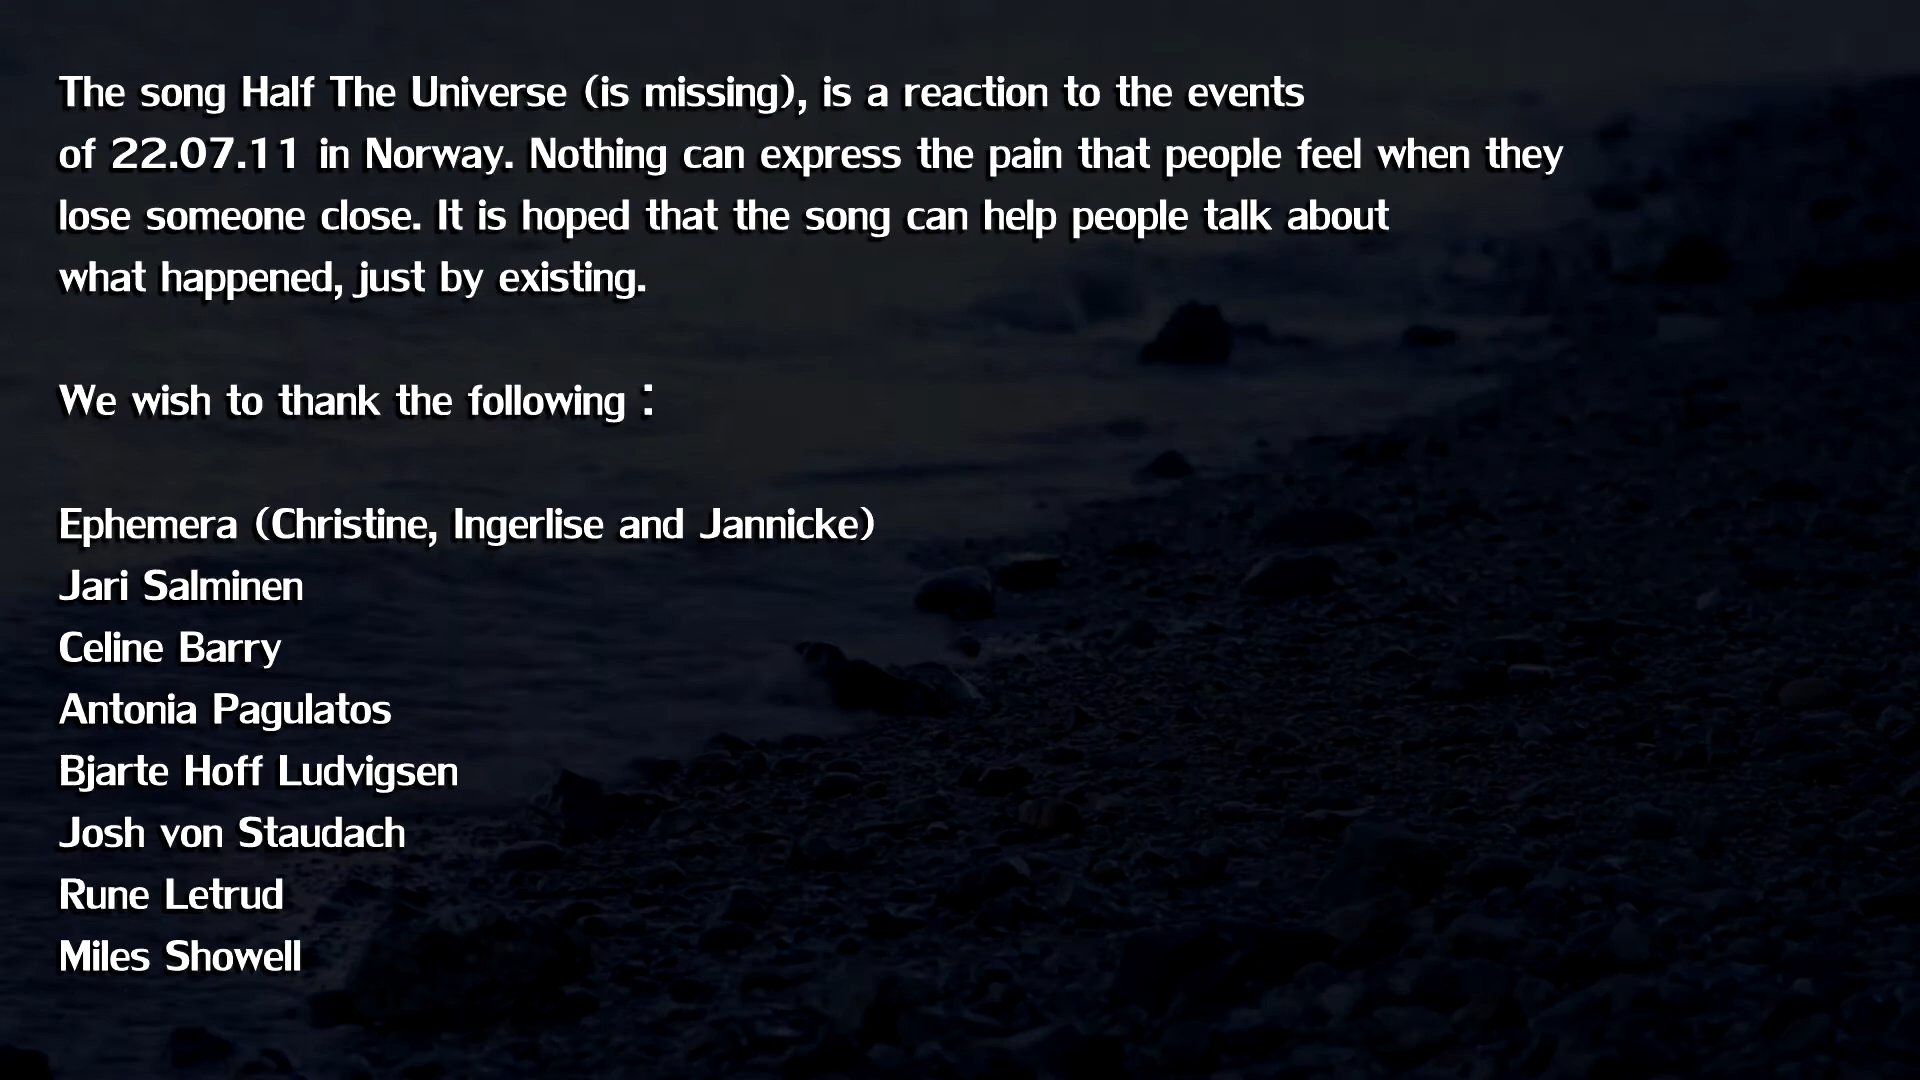 The song Half The Universe (is missing), is a reaction to the events
of 22.07.11 in Norway. Nothing can express the pain that people feel when they
lose someone close. It is hoped that the song can help people talk about
what happened, just by existing.
We wish to thank the following :
Ephemera (Christine, Ingerlise and Jannicke)
Jari Salminen
Celine Barry
Antonia Pagulatos
Bjarte Hoff Ludvigsen
Josh von Staudach
Rune Letrud
Miles Showell